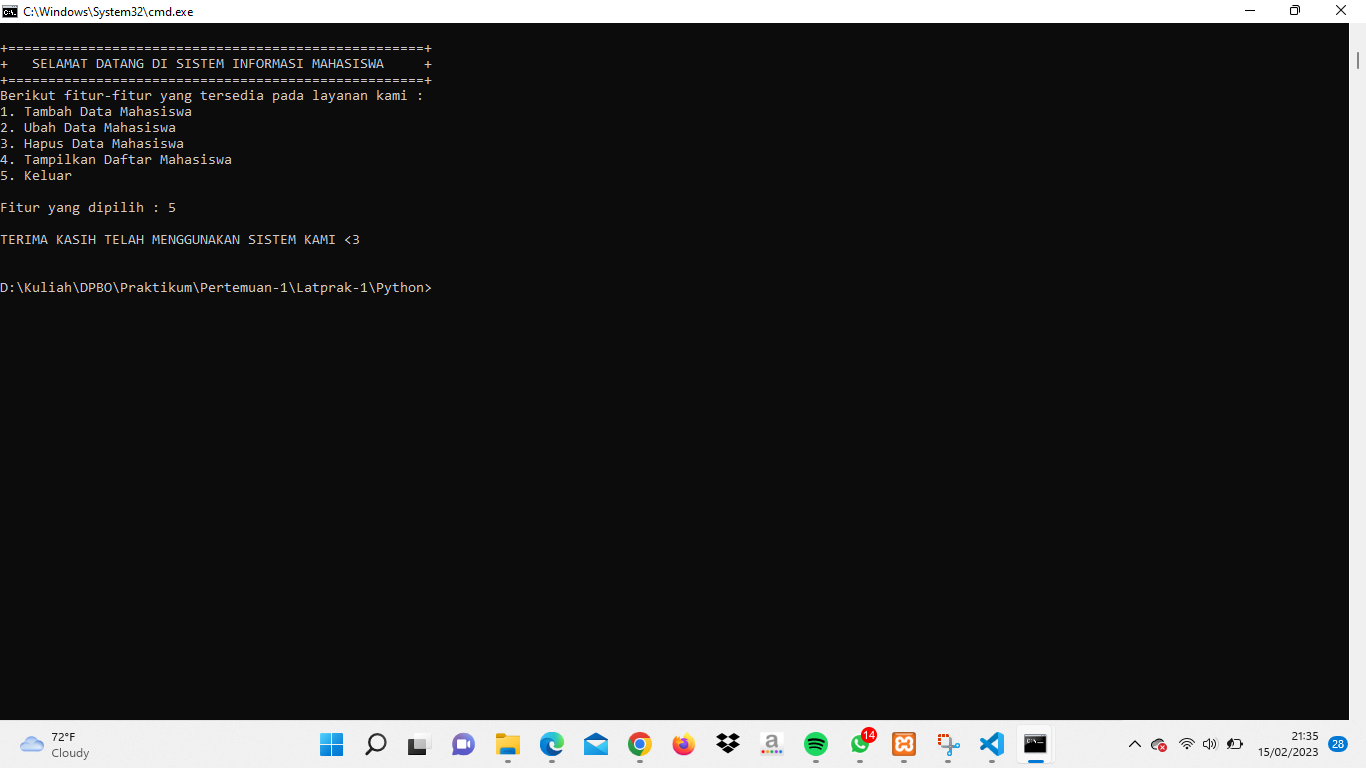 C:\Windows\System32\cmd.exe
+====================================================+
+   SELAMAT DATANG DI SISTEM INFORMASI MAHASISWA     +
+====================================================+
Berikut fitur-fitur yang tersedia pada layanan kami :
1. Tambah Data Mahasiswa
2. Ubah Data Mahasiswa
3. Hapus Data Mahasiswa
4. Tampilkan Daftar Mahasiswa
5. Keluar
Fitur yang dipilih : 5
TERIMA KASIH TELAH MENGGUNAKAN SISTEM KAMI <3
D:\Kuliah\DPBO\Praktikum\Pertemuan-1\Latprak-1\Python>
72°F
Cloudy
a
14
21:35
15/02/2023
28